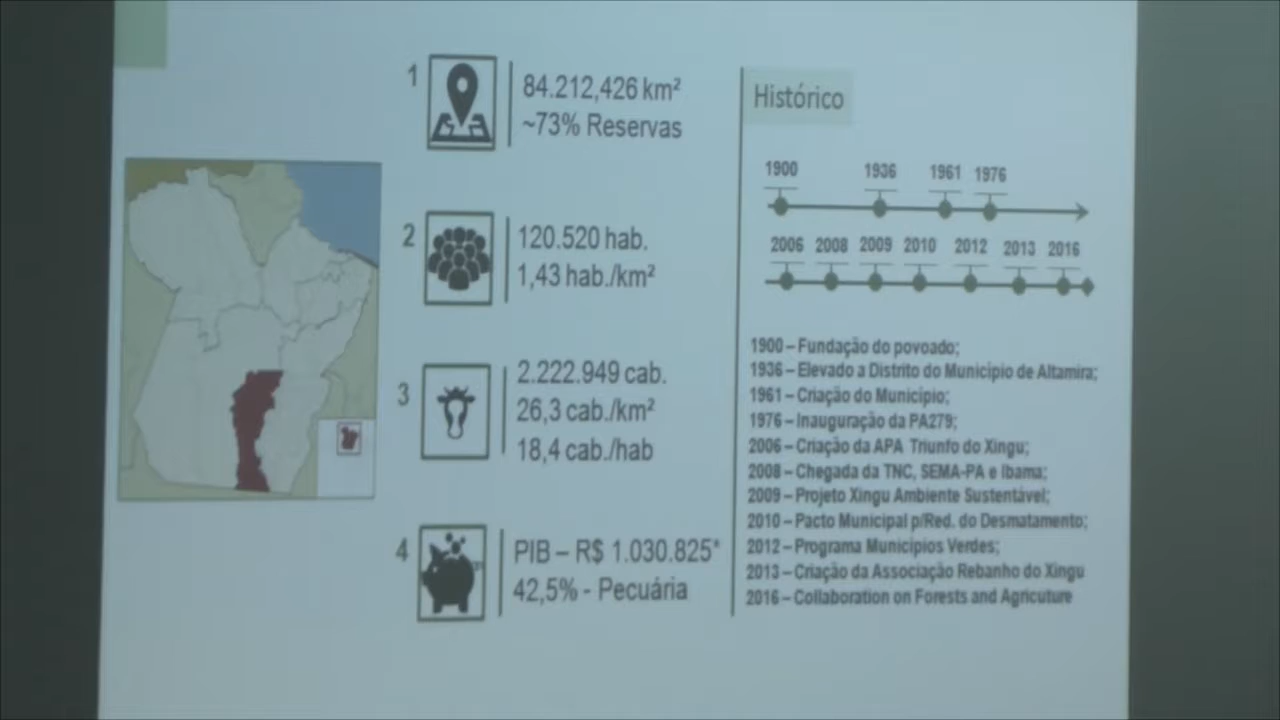 1
84.212,426 km²
~73% Reservas
2
120.520 hab.
1,43 hab./km²
3
2.222.949 cab.
26,3 cab./km²
18,4 cab./hab
4
PIB – R$ 1.030.825*
42,5% - Pecuária
Histórico
1900 1936 1961 1976
2006 2008 2009 2010 2012 2013 2016
1900 – Fundação do povoado;
1936 – Elevado a Distrito do Município de Altamira;
1961 – Criação do Município;
1976 – Inauguração da PA279;
2006 – Criação da APA Triunfo do Xingu;
2008 – Chegada da TNC, SEMA-PA e Ibama;
2009 – Projeto Xingu Ambiente Sustentável;
2010 – Pacto Municipal p/Red. do Desmatamento;
2012 – Programa Municípios Verdes;
2013 – Criação da Associação Rebanho do Xingu
2016 – Collaboration on Forests and Agricuture